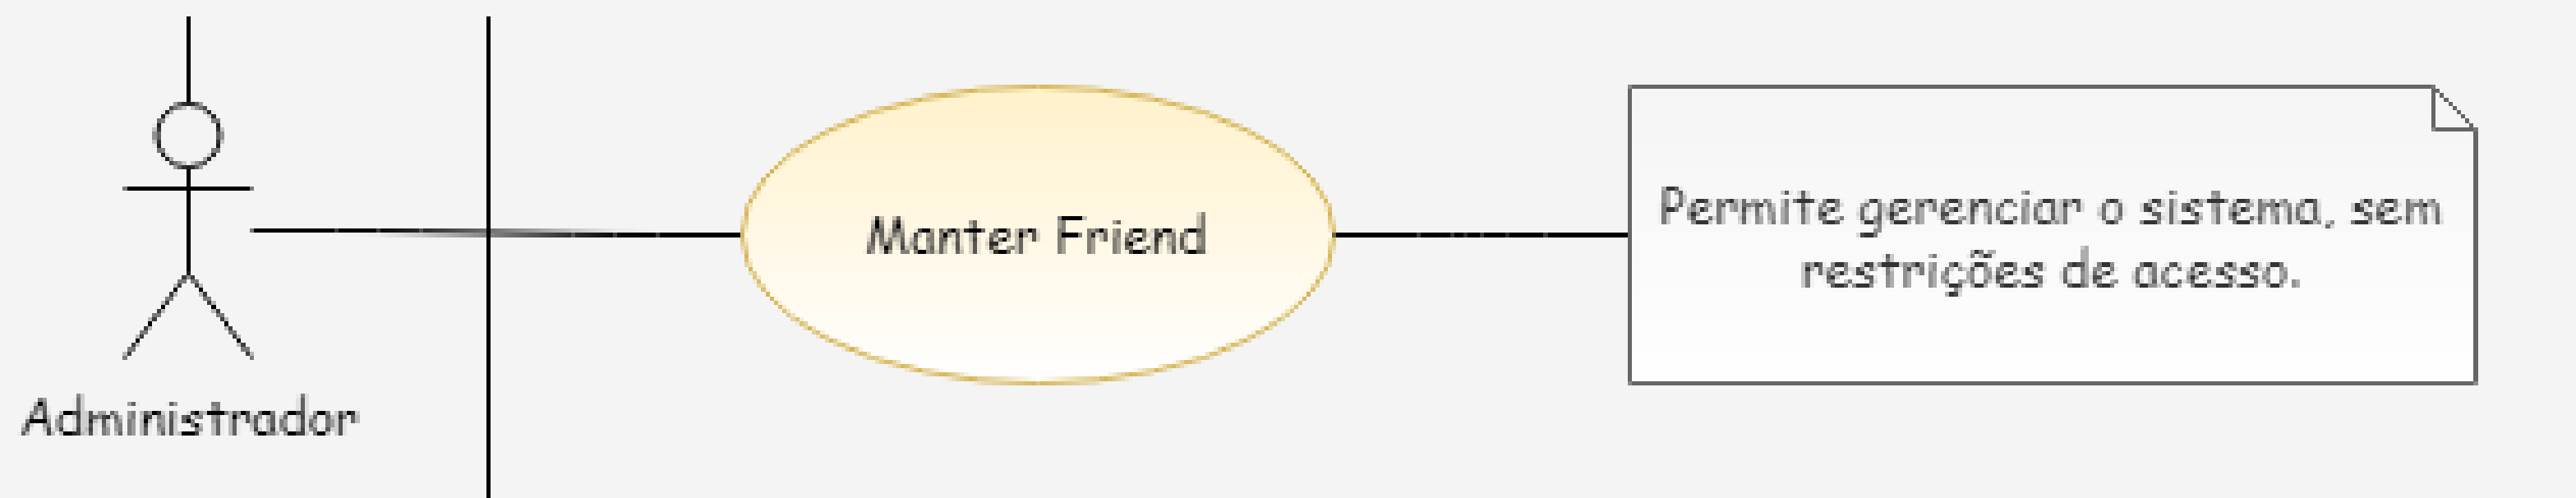 Manter Friend
Permite gerenciar o sistema, sem
restrições de acesso.
Administrador